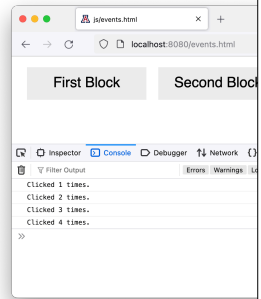 js/events.html
localhost:8080/events.html
First Block
Second Block
Inspector
Console
Debugger
Network
Filter Output
Errors
Warnings
Clicked 1 times.
Clicked 2 times.
Clicked 3 times.
Clicked 4 times.